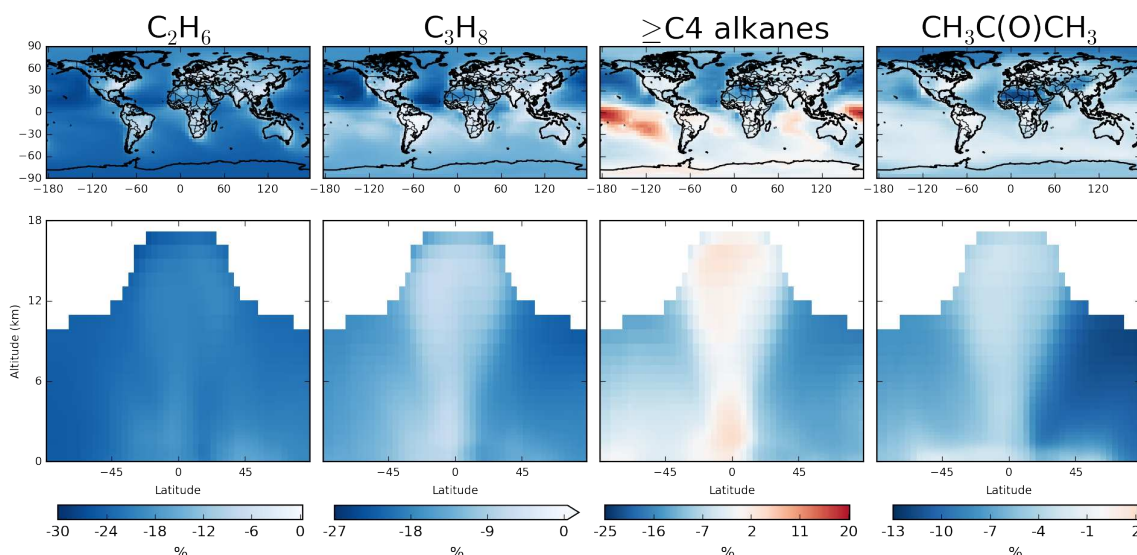 C₂H₆ C₃H₈ ≥C4 alkanes CH₃C(O)CH₃
90
60
30
0
−30
−60
−90
−180 −120 −60 0 60 120 −180 −120 −60 0 60 120 −180 −120 −60 0 60 120 −180 −120 −60 0 60 120
18
12
6
0
Altitude (km)
−45 0 45 −45 0 45 −45 0 45 −45 0 45
Latitude Latitude Latitude Latitude
-30 -24 -18 -12 -6 0 -27 -18 -9 0 -25 -16 -7 2 11 20 -13 -10 -7 -4 -1 2
% % % %